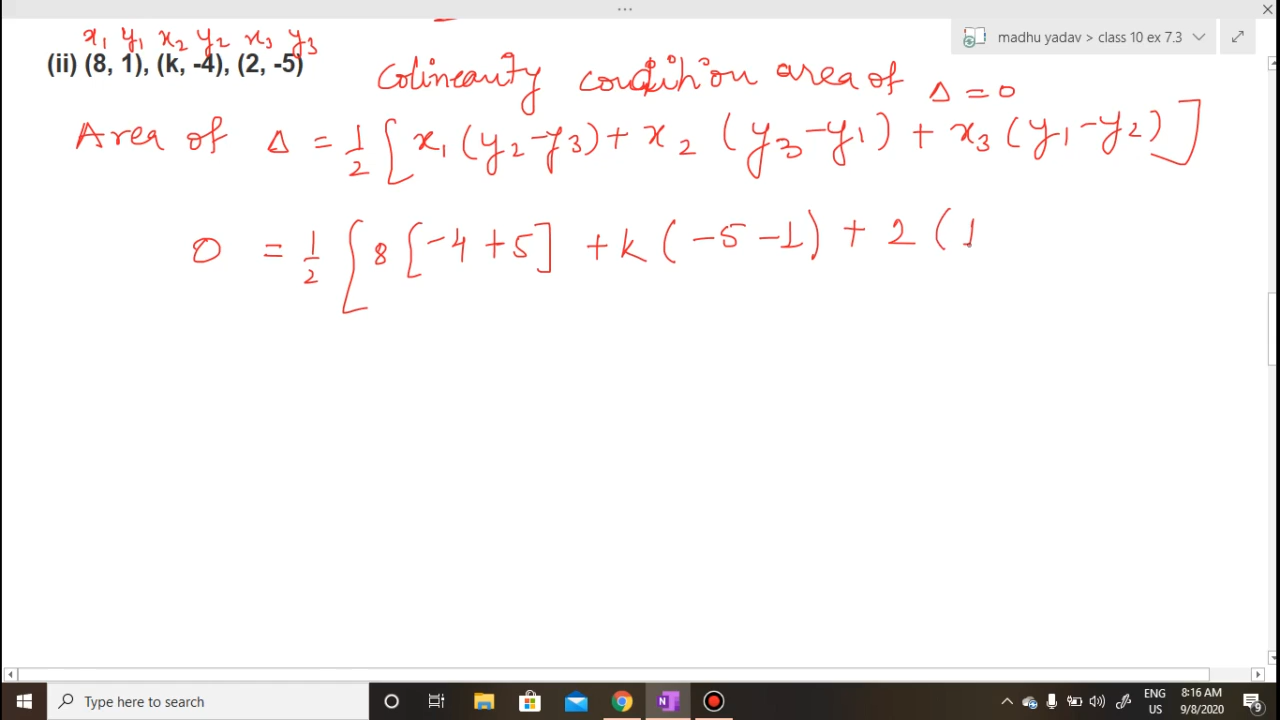 ...
x1 y1 x2 y2 x3 y3
madhu yadav > class 10 ex 7.3
(ii) (8, 1), (k, -4), (2, -5)
Colinearity condition area of Δ = 0
Area of Δ = 1/2 [ x1 (y2 - y3) + x2 (y3 - y1) + x3 (y1 - y2) ]
0 = 1/2 [ 8 [ -4 + 5 ] + k ( -5 - 1 ) + 2 ( 1
Type here to search
N
ENG
US
8:16 AM
9/8/2020
9